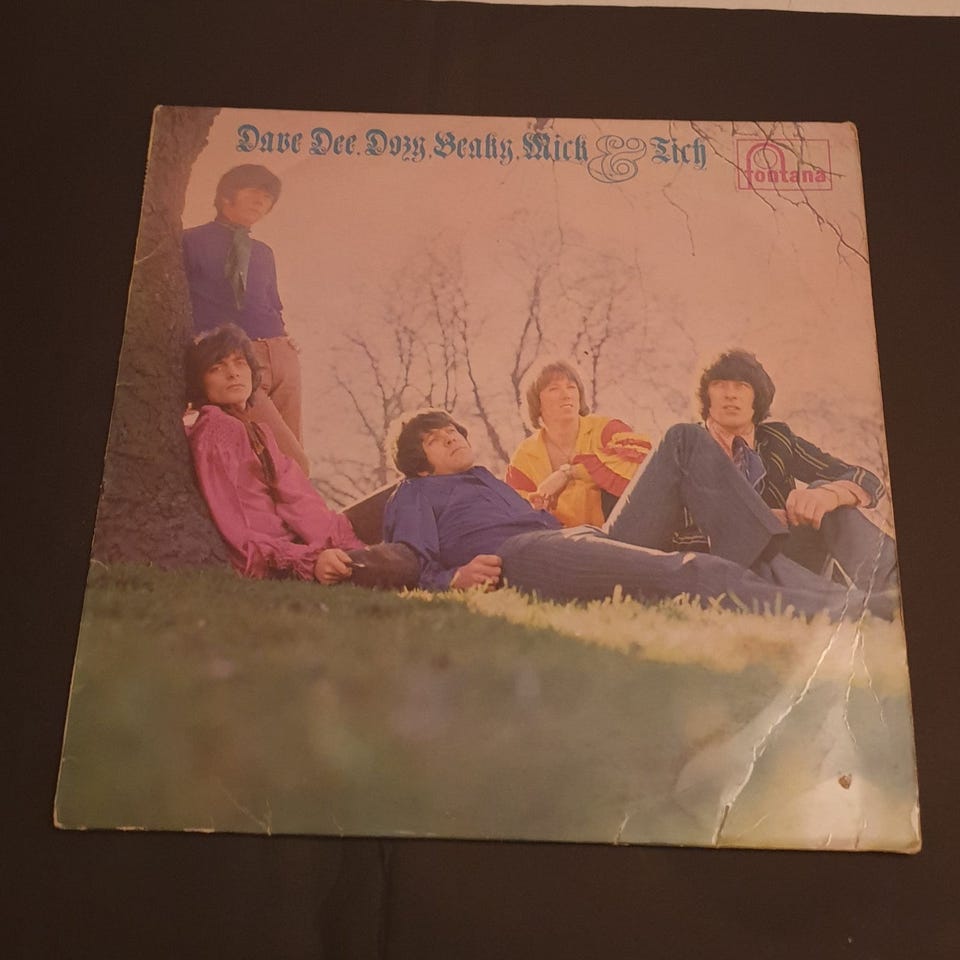 Dave Dee, Dozy, Beaky, Mick & Tich
fontana